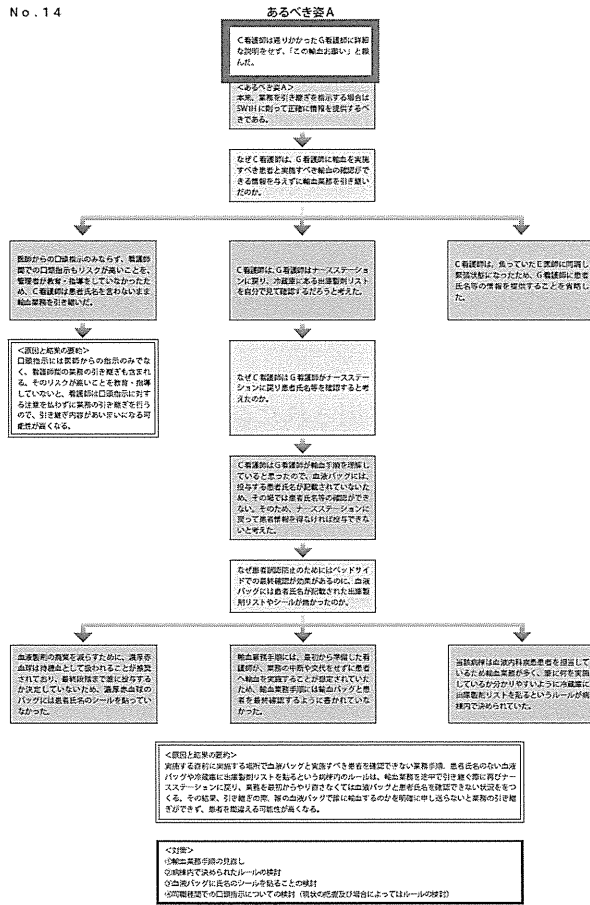 No.14
あるべき姿A
C看護師は通りかかったG看護師に詳細
な説明をせず、「この輸血お願い」と頼
んだ。
＜あるべき姿A＞
本来、業務を引き継ぎを指示する場合は
5W1Hに則って正確に情報を提供するべ
きである。
なぜC看護師は、G看護師に輸血を実施
すべき患者と実施すべき輸血の確認がで
きる情報を与えずに輸血業務を引き継い
だのか。
医師からの口頭指示のみならず、看護師
間での口頭指示もリスクが高いことを、
管理者が教育・指導をしていなかったた
め、C看護師は患者氏名を言わないまま
輸血業務を引き継いだ。
C看護師は、G看護師はナースステーショ
ンに戻り、冷蔵庫にある出庫製剤リスト
を自分で見て確認するだろうと考えた。
C看護師は、焦っていたE医師に同調し
緊張状態になったため、G看護師に患者
氏名等の情報を提供することを省略し
た。
＜原因と結果の要約＞
口頭指示には医師からの指示のみでな
く、看護師間の業務の引き継ぎも含まれ
る。そのリスクが高いことを教育・指導
していないと、看護師は口頭指示に対す
る注意を払わずに業務の引き継ぎを行う
ので、引き継ぎ内容があいまいになる可
能性が高くなる。
なぜC看護師はG看護師がナースステー
ションに戻り患者氏名等を確認すると考
えたのか。
C看護師はG看護師が輸血手順を理解し
ていると思ったので、血液バッグには、
投与する患者氏名が記載されていないた
め、その場では患者氏名等の確認ができ
ない。そのため、ナースステーションに
戻って患者情報を得なければ投与できな
いと考えた。
なぜ患者誤認防止のためにはベッドサイ
ドでの最終確認が効果があるのに、血液
バッグには患者氏名が記載された出庫製
剤リストやシールが無かったのか。
血液製剤の廃棄を減らすために、濃厚赤
血球は持続血として扱われることが推奨
されており、最終段階まで誰に投与する
か決定していないため、濃厚赤血球の
バッグには患者氏名のシールを貼ってい
なかった。
輸血業務手順には、最初から準備した看
護師が、業務の中断や交代をせずに患者
へ輸血を実施することが想定されていた
ため、輸血業務手順には輸血バッグと患
者を最終確認するように書かれていな
かった。
当該病棟は血液内科疾患患者を担当して
いるため輸血業務が多く、誰に何を実施
しているか分かりやすいように冷蔵庫に
出庫製剤リストを貼るというルールが病
棟内で決められていた。
＜原因と結果の要約＞
実施する直前に実施する場所で血液バッグと実施すべき患者を確認できない業務手順、患者氏名のない血液
バッグや冷蔵庫に出庫製剤リストを貼るという病棟内のルールは、輸血業務を途中で引き継ぐ際に再びナー
スステーションに戻り、業務を最初からやり直さなくては血液バッグと患者氏名を確認できない状況をつ
くる。その結果、引き継ぎの際、誰の血液バッグで誰に輸血するのかを明確に申し送らないと業務の引き継
ぎができず、患者を間違える可能性が高くなる。
＜対策＞
①輸血業務手順の見直し
②病棟内で決められたルールの検討
③血液バッグに氏名のシールを貼ることの検討
④同職種間での口頭指示についての検討（現状の把握及び場合によってはルールの検討）